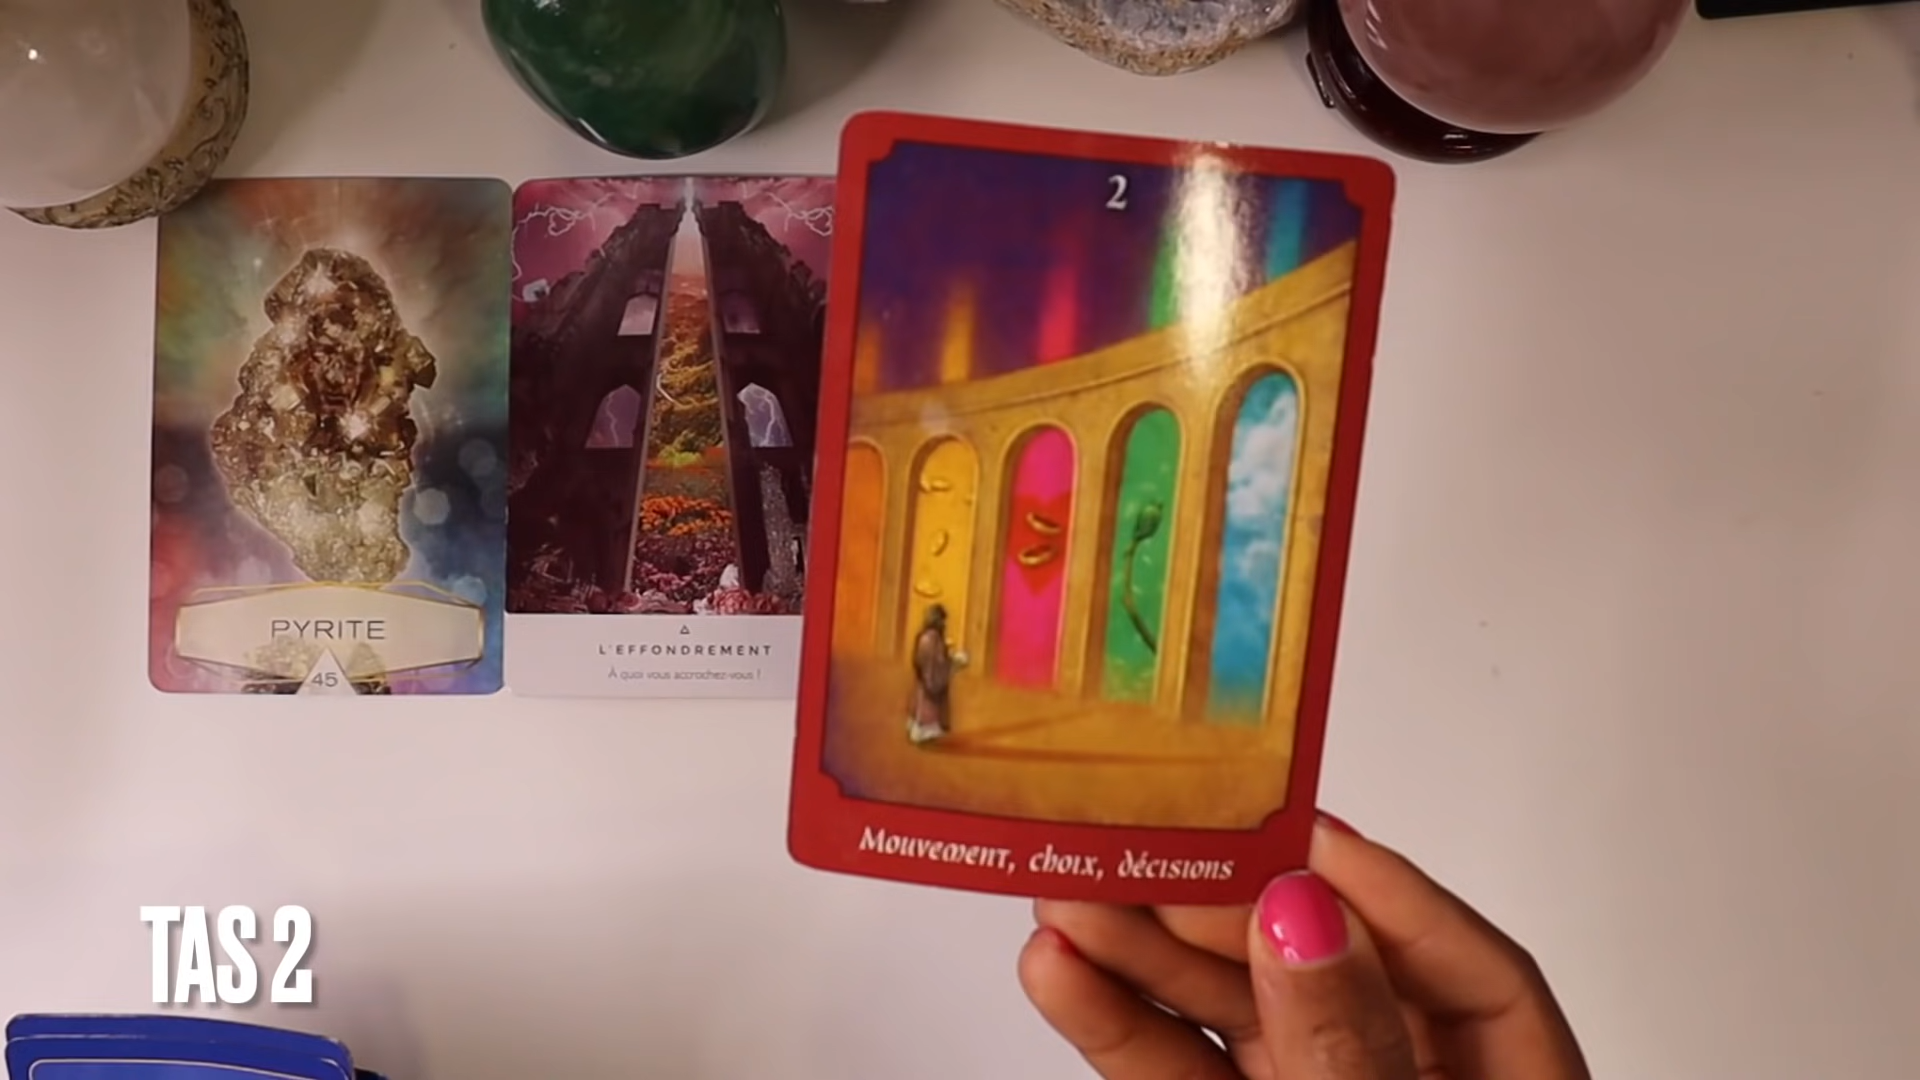 2
PYRITE
45
L'EFFONDREMENT
À quoi vous accrochez-vous !
Mouvement, choix, décisions
TAS 2